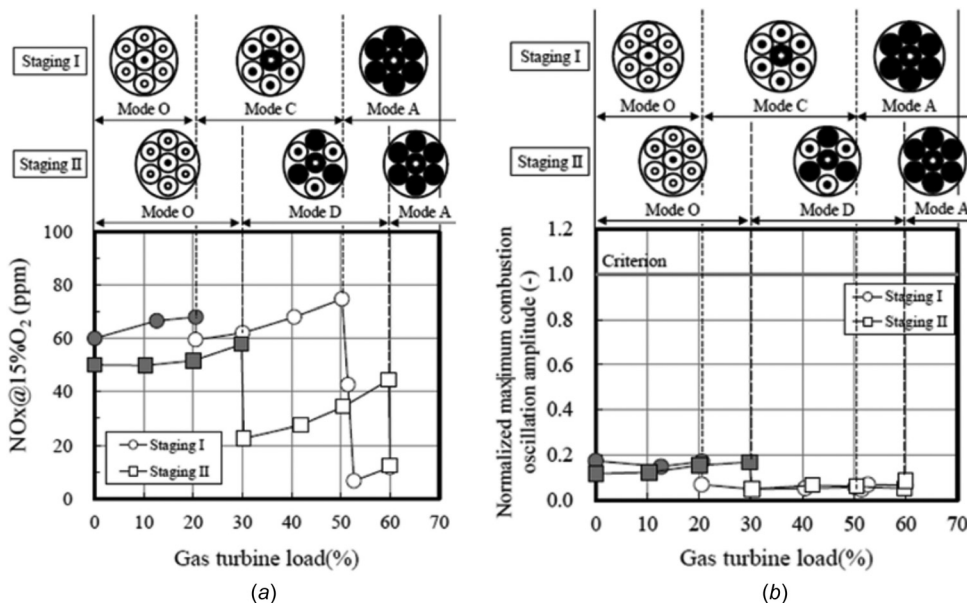 Staging I
Mode O Mode C Mode A
Staging II
Mode O Mode D Mode A
NOx@15%O₂ (ppm)
100
80
60
40
20
0
Staging I
Staging II
0 10 20 30 40 50 60 70
Gas turbine load(%)
(a)
Staging I
Mode O Mode C Mode A
Staging II
Mode O Mode D Mode A
Normalized maximum combustion
oscillation amplitude (-)
1.2
1.0
0.8
0.6
0.4
0.2
0.0
Criterion
Staging I
Staging II
0 10 20 30 40 50 60 70
Gas turbine load(%)
(b)